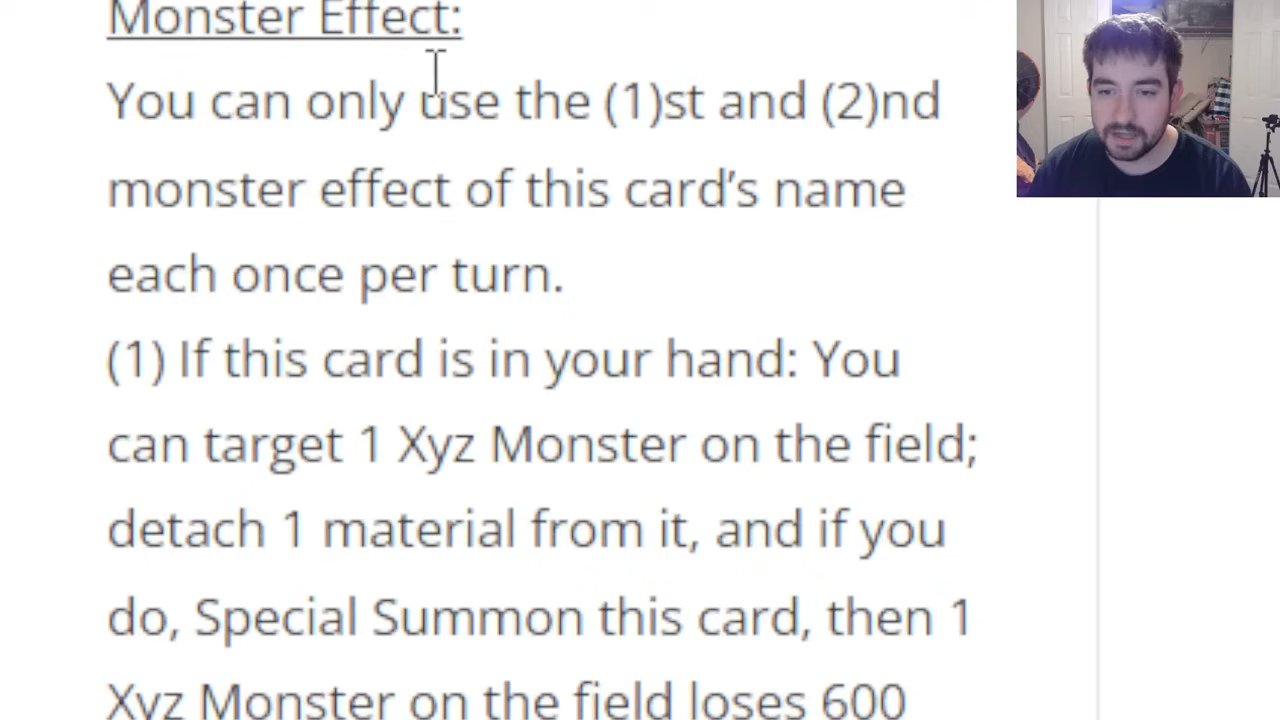 Monster Effect:
You can only use the (1)st and (2)nd
monster effect of this card’s name
each once per turn.
(1) If this card is in your hand: You
can target 1 Xyz Monster on the field;
detach 1 material from it, and if you
do, Special Summon this card, then 1
Xyz Monster on the field loses 600